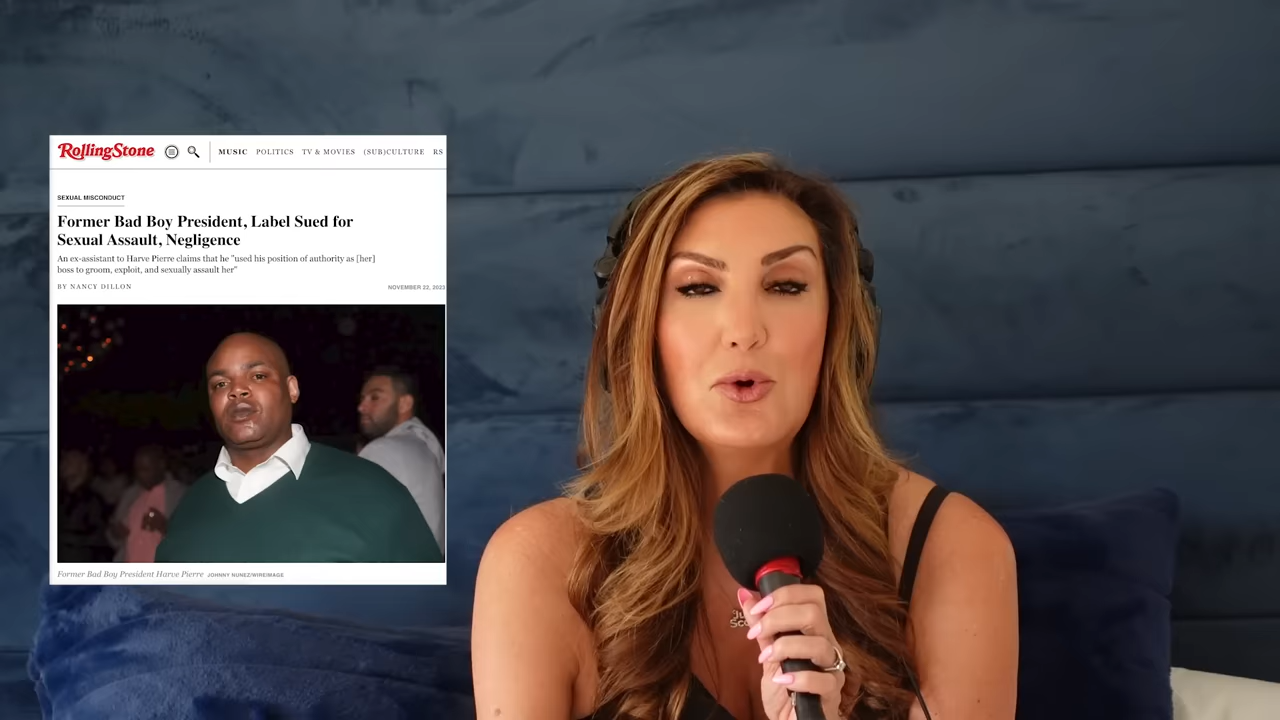 RollingStone MUSIC POLITICS TV & MOVIES (SUB)CULTURE RS
SEXUAL MISCONDUCT
Former Bad Boy President, Label Sued for
Sexual Assault, Negligence
An ex-assistant to Harve Pierre claims that he "used his position of authority as [her]
boss to groom, exploit, and sexually assault her"
BY NANCY DILLON NOVEMBER 22, 2023
Former Bad Boy President Harve Pierre JOHNNY NUNEZ/WIREIMAGE